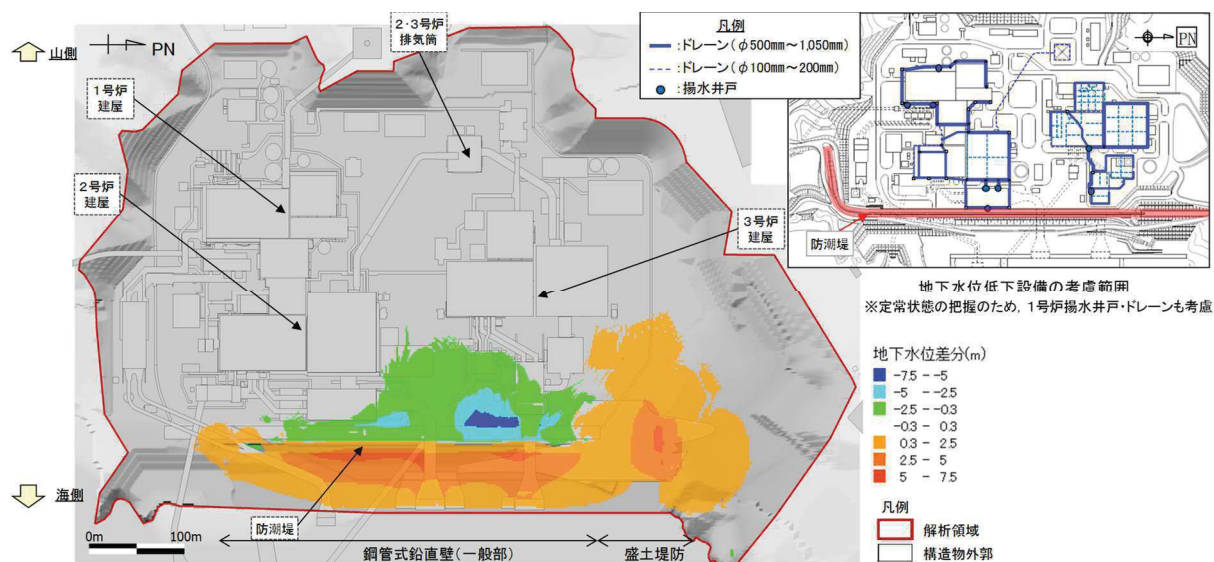 山側
PN
2・3号炉
排気筒
1号炉
建屋
2号炉
建屋
3号炉
建屋
海側
0m 100m
防潮堤
鋼管式鉛直壁(一般部)
盛土堤防
凡例
:ドレーン(φ500mm～1,050mm)
:ドレーン(φ100mm～200mm)
:揚水井戸
PN
防潮堤
地下水位低下設備の考慮範囲
※定常状態の把握のため，1号炉揚水井戸・ドレーンも考慮
地下水位差分(m)
-7.5 - -5
-5 - -2.5
-2.5 - -0.3
-0.3 - 0.3
0.3 - 2.5
2.5 - 5
5 - 7.5
凡例
解析領域
構造物外郭